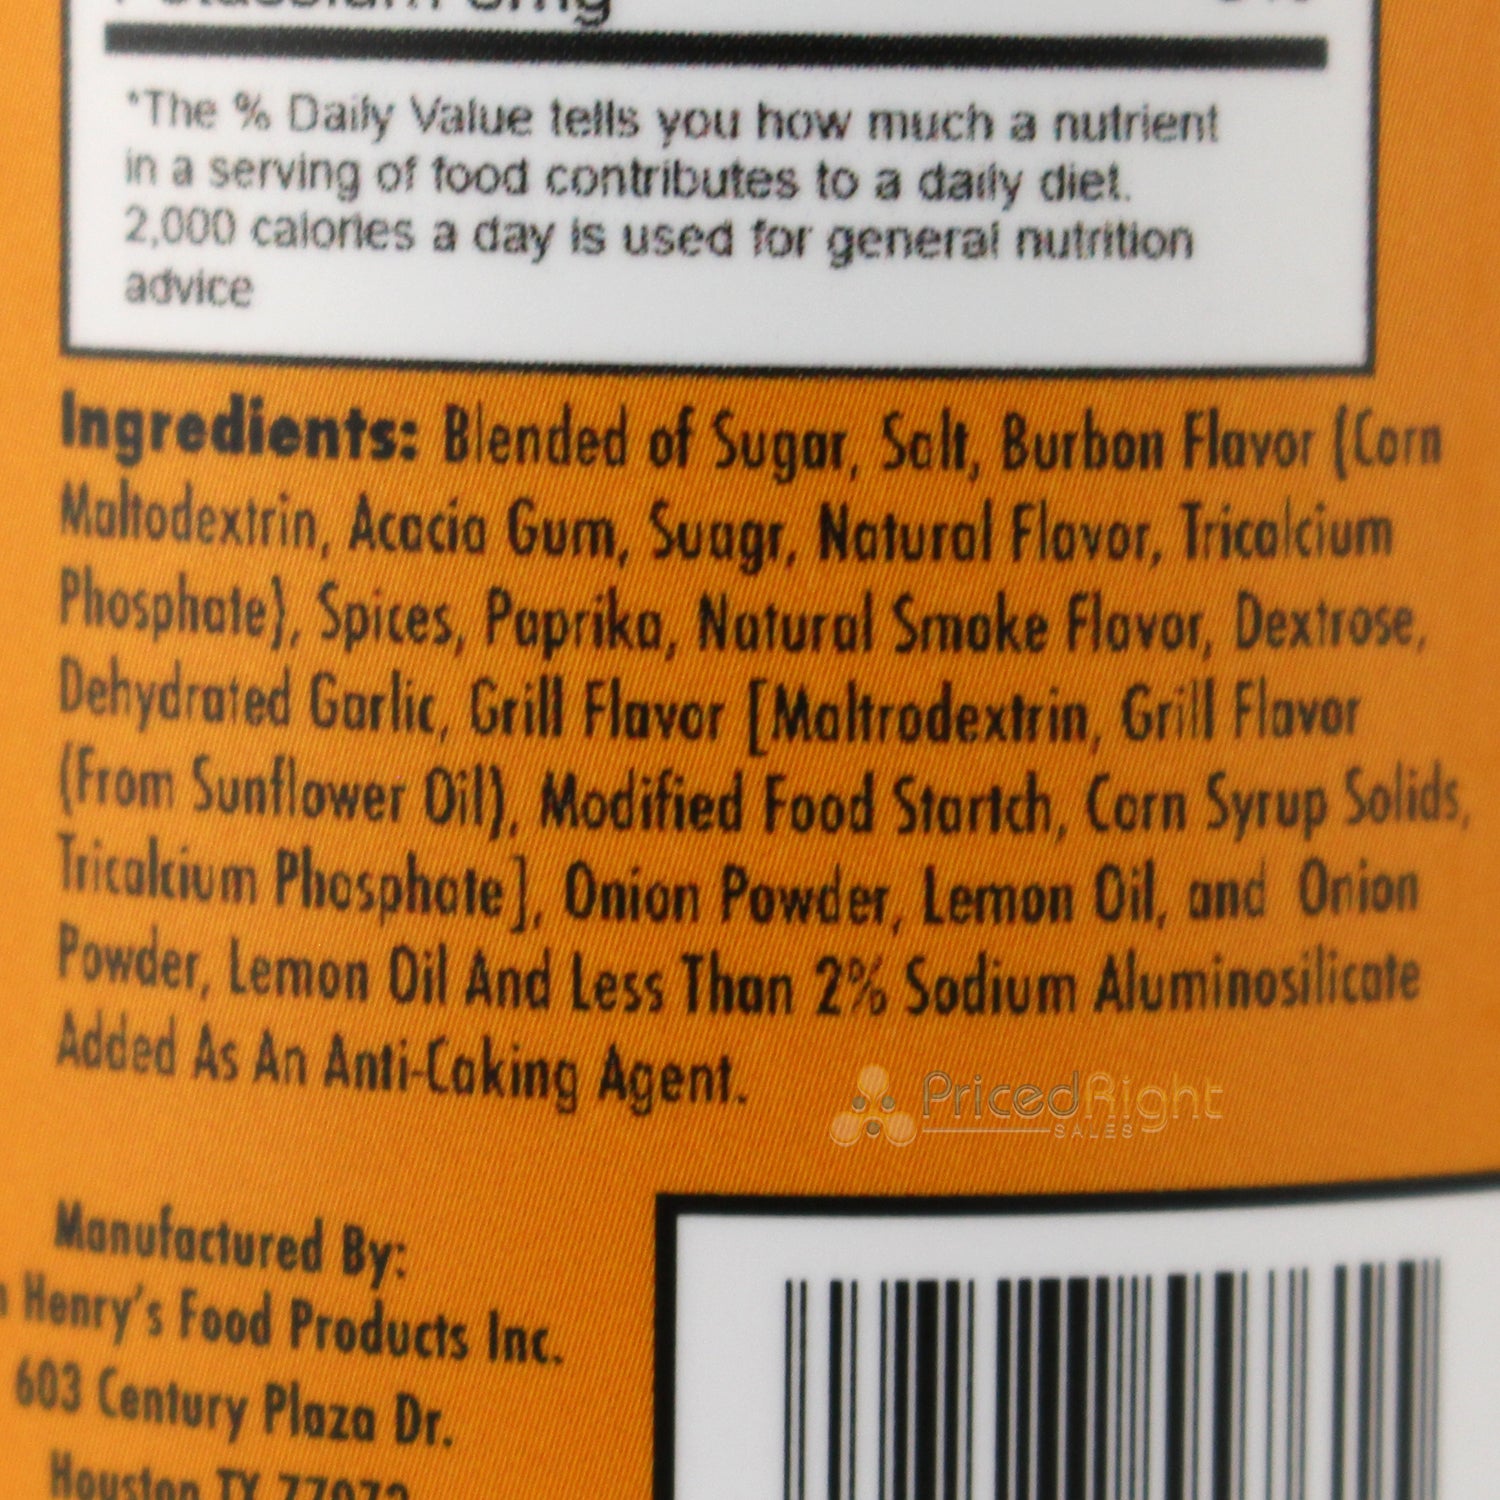 *The % Daily Value tells you how much a nutrient
in a serving of food contributes to a daily diet.
2,000 calories a day is used for general nutrition
advice
Ingredients: Blended of Sugar, Salt, Burbon Flavor (Corn
Maltodextrin, Acacia Gum, Suagr, Natural Flavor, Tricalcium
Phosphate), Spices, Paprika, Natural Smoke Flavor, Dextrose,
Dehydrated Garlic, Grill Flavor [Maltrodextrin, Grill Flavor
(From Sunflower Oil), Modified Food Startch, Corn Syrup Solids,
Tricalcium Phosphate], Onion Powder, Lemon Oil, and Onion
Powder, Lemon Oil And Less Than 2% Sodium Aluminosilicate
Added As An Anti-Caking Agent.
PricedRight
SALES
Manufactured By:
Henry's Food Products Inc.
603 Century Plaza Dr.
Houston TX